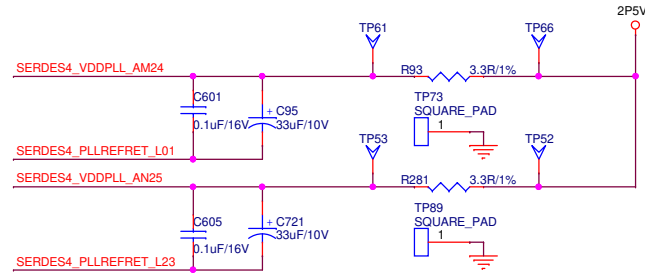 2P5V
TP61
TP66
SERDES4_VDDPLL_AM24
R93
3.3R/1%
C601
0.1uF/16V
+
C95
33uF/10V
TP73
SQUARE_PAD
1
SERDES4_PLLREFRET_L01
TP53
TP52
SERDES4_VDDPLL_AN25
R281
3.3R/1%
C605
0.1uF/16V
+
C721
33uF/10V
TP89
SQUARE_PAD
1
SERDES4_PLLREFRET_L23